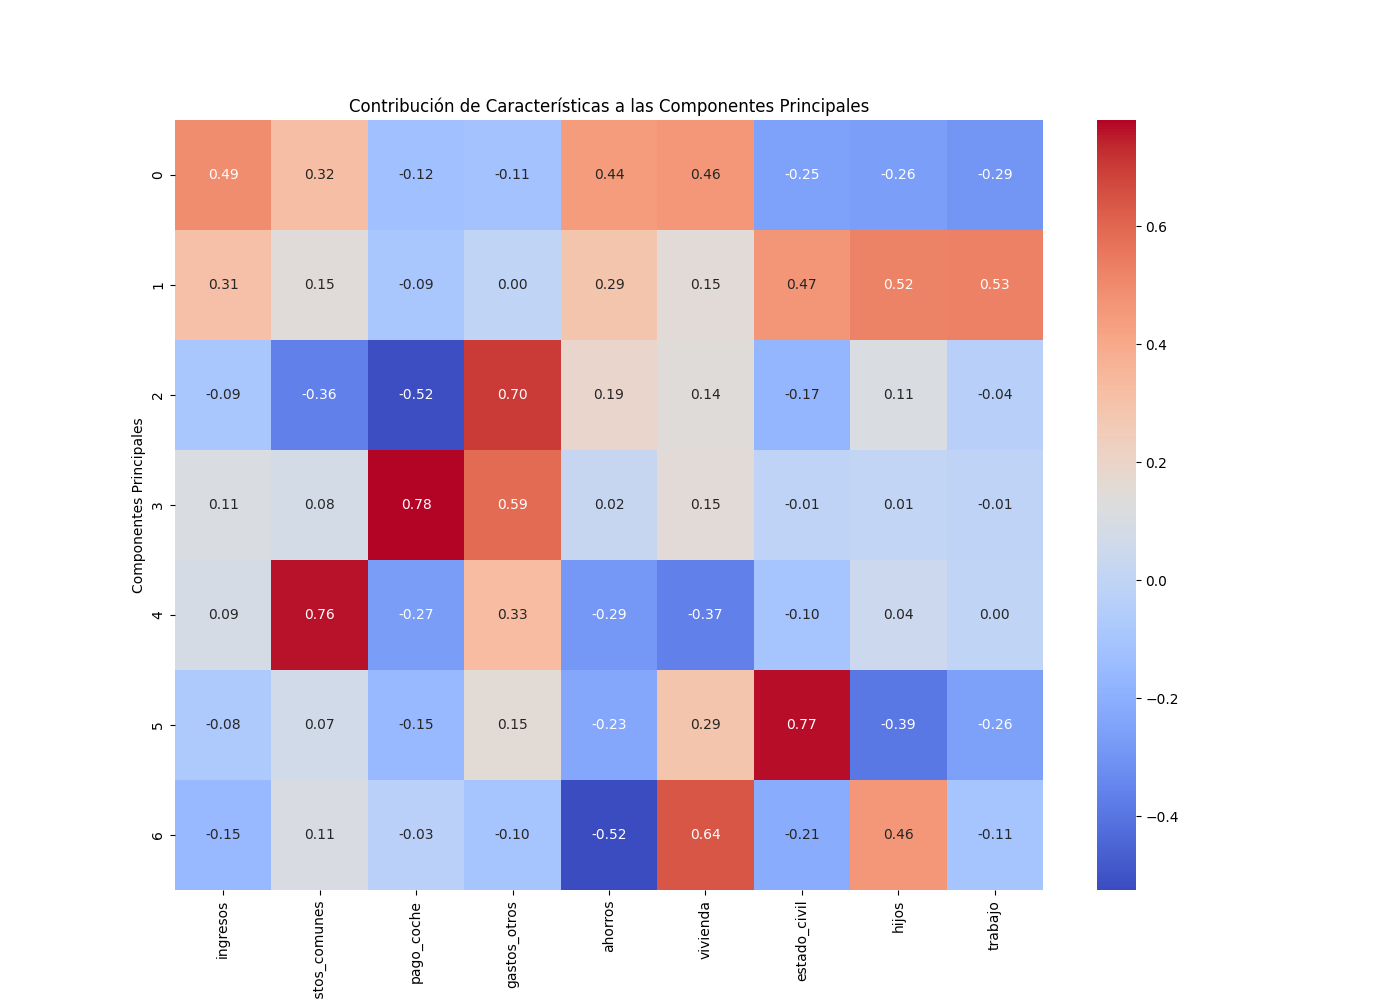 Contribución de Características a las Componentes Principales
0 0.49 0.32 -0.12 -0.11 0.44 0.46 -0.25 -0.26 -0.29
1 0.31 0.15 -0.09 0.00 0.29 0.15 0.47 0.52 0.53
2 -0.09 -0.36 -0.52 0.70 0.19 0.14 -0.17 0.11 -0.04
3 0.11 0.08 0.78 0.59 0.02 0.15 -0.01 0.01 -0.01
4 0.09 0.76 -0.27 0.33 -0.29 -0.37 -0.10 0.04 0.00
5 -0.08 0.07 -0.15 0.15 -0.23 0.29 0.77 -0.39 -0.26
6 -0.15 0.11 -0.03 -0.10 -0.52 0.64 -0.21 0.46 -0.11
Componentes Principales
ingresos
stos_comunes
pago_coche
gastos_otros
ahorros
vivienda
estado_civil
hijos
trabajo
0.6
0.4
0.2
0.0
−0.2
−0.4